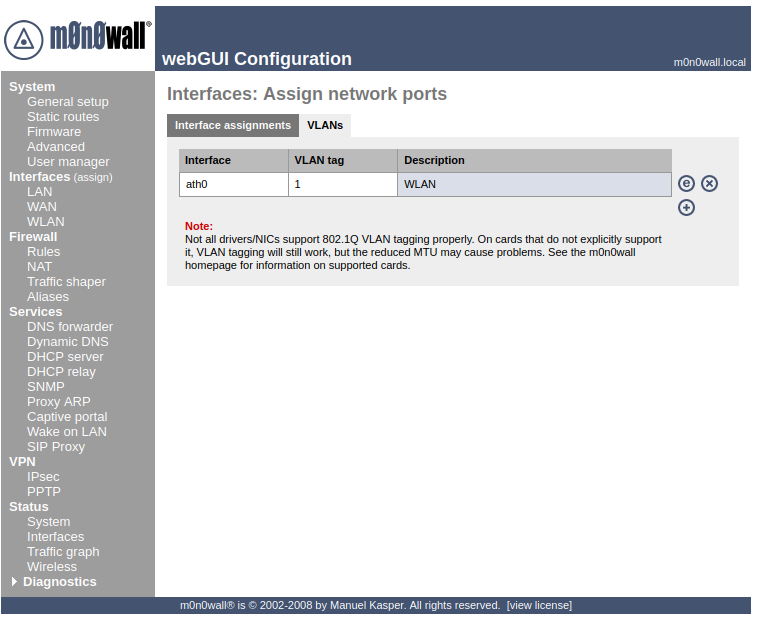 m0n0wall®
webGUI Configuration
m0n0wall.local
System
General setup
Static routes
Firmware
Advanced
User manager
Interfaces (assign)
LAN
WAN
WLAN
Firewall
Rules
NAT
Traffic shaper
Aliases
Services
DNS forwarder
Dynamic DNS
DHCP server
DHCP relay
SNMP
Proxy ARP
Captive portal
Wake on LAN
SIP Proxy
VPN
IPsec
PPTP
Status
System
Interfaces
Traffic graph
Wireless
Diagnostics
Interfaces: Assign network ports
Interface assignments VLANs
Interface VLAN tag Description
ath0 1 WLAN
Note:
Not all drivers/NICs support 802.1Q VLAN tagging properly. On cards that do not explicitly support
it, VLAN tagging will still work, but the reduced MTU may cause problems. See the m0n0wall
homepage for information on supported cards.
m0n0wall® is © 2002-2008 by Manuel Kasper. All rights reserved. [view license]